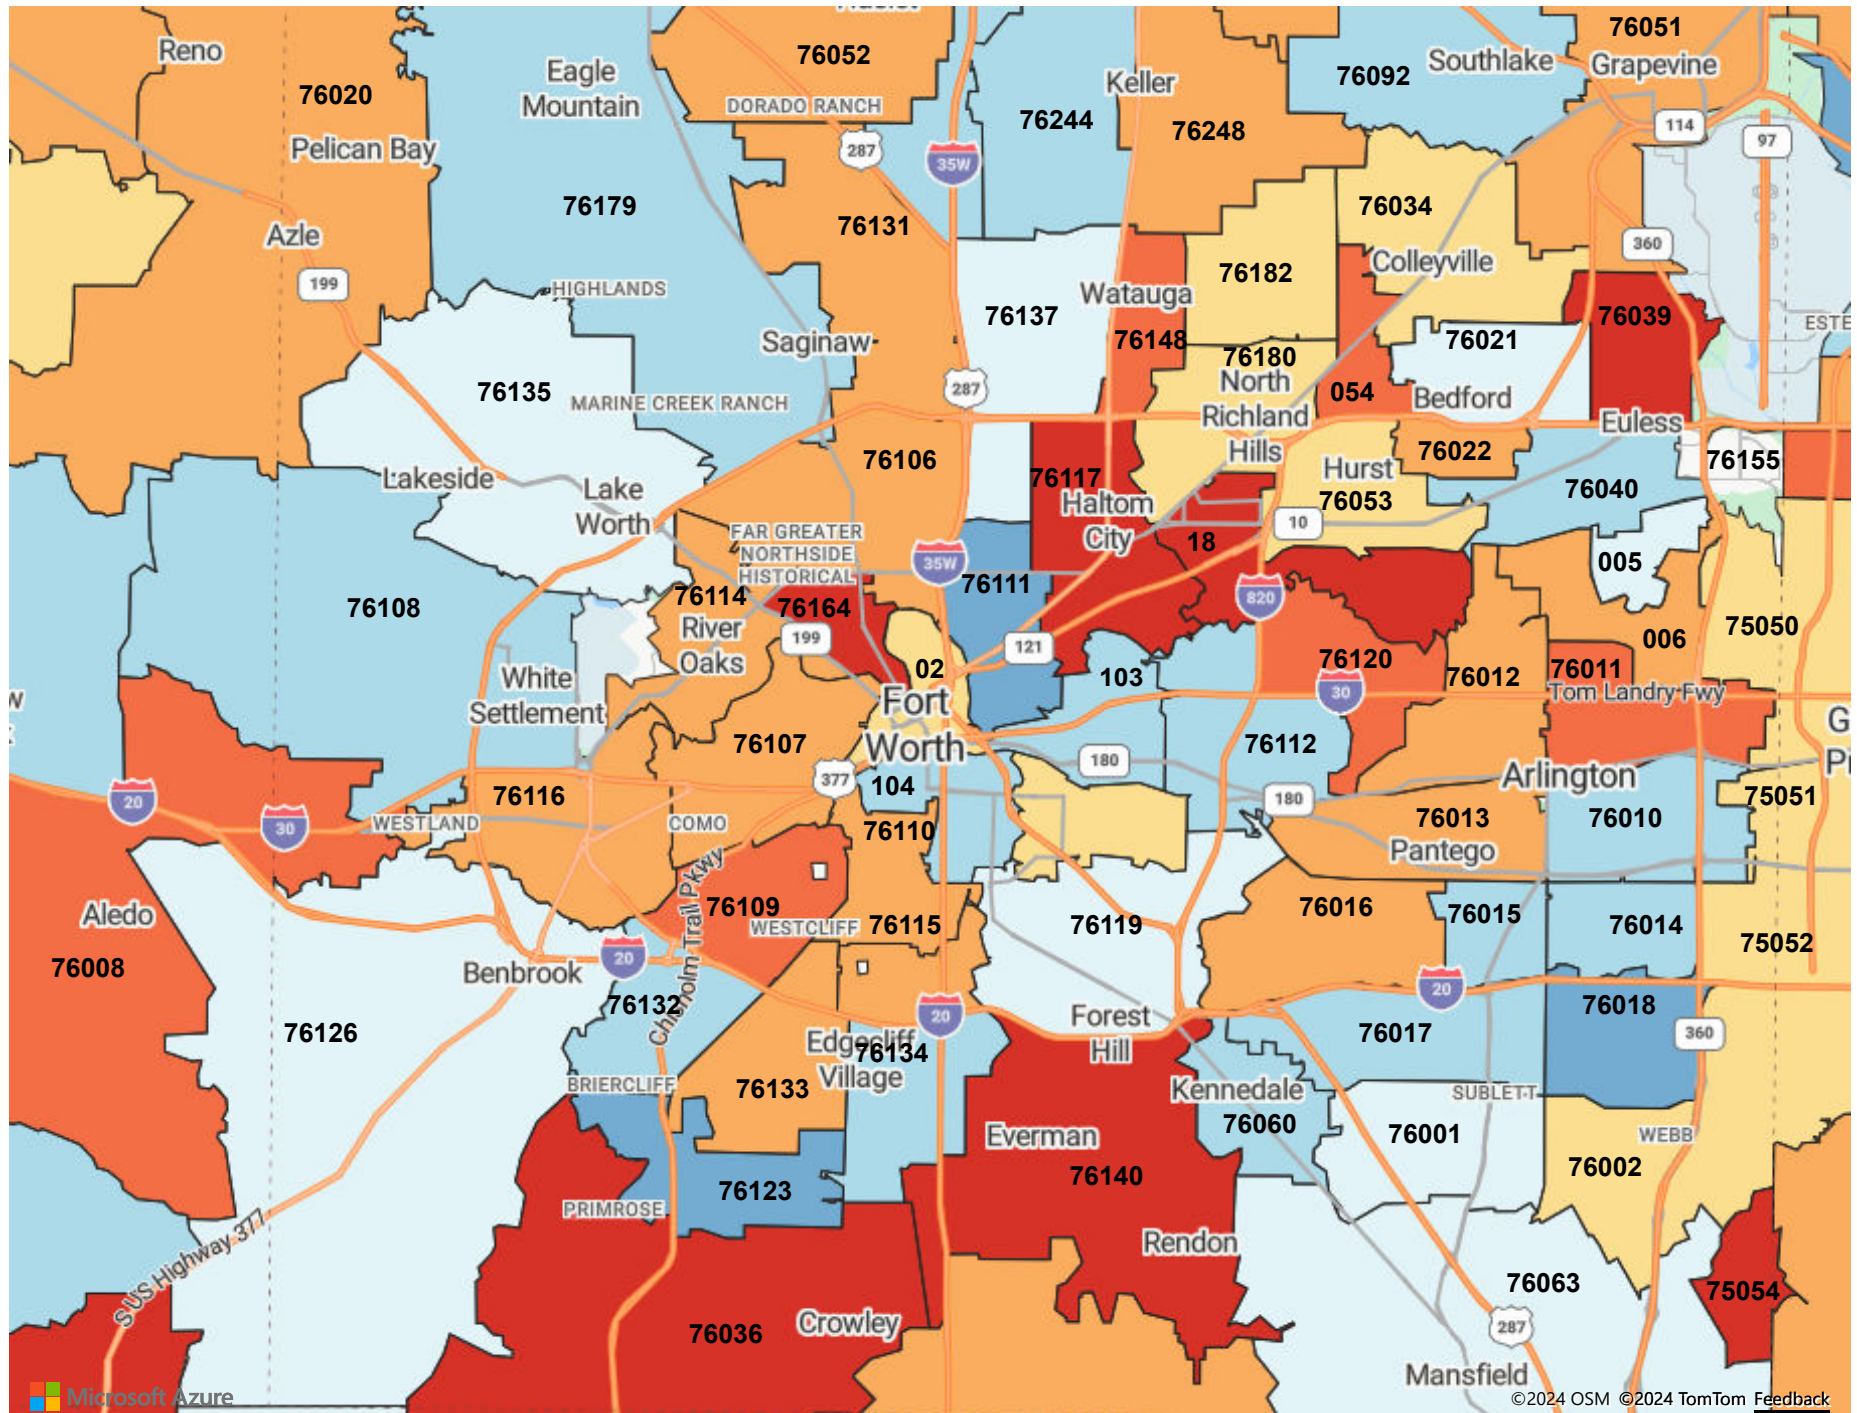 Reno
76020
Pelican Bay
Azle
199
Eagle
Mountain
76179
HIGHLANDS
76052
DORADO RANCH
287
35W
76131
Saginaw
76244
Keller
76248
76092
Southlake
76051
Grapevine
114
97
360
76034
Colleyville
76182
76137
Watauga
76148
76180
North
Richland
Hills
054
76021
Bedford
76039
Euless
ESTE
76135
MARINE CREEK RANCH
287
Lakeside
Lake
Worth
76106
76117
Haltom
City
76022
Hurst
76053
10
76040
76155
18
FAR GREATER
NORTHSIDE
HISTORICAL
35W
76111
820
005
76108
76114
River
Oaks
76164
199
02
121
103
76120
30
76012
76011
006
75050
Tom Landry Fwy
White
Settlement
Fort
Worth
76107
377
104
180
76112
180
Arlington
76013
Pantego
76010
75051
G
Pr
20
30
WESTLAND
76116
COMO
76110
Chisholm Trail Pkwy
76109
WESTCLIFF
76115
76119
76016
76015
76014
75052
Aledo
76008
Benbrook
20
76132
76126
BRIERCLIFF
76133
Edgecliff
Village
76134
20
Forest
Hill
20
76017
76018
360
Kennedale
76060
SUBLETT
76001
WEBB
76002
Everman
76140
76123
PRIMROSE
Rendon
S US Highway 377
76036
Crowley
76063
75054
287
Mansfield
Microsoft Azure
©2024 OSM ©2024 TomTom Feedback